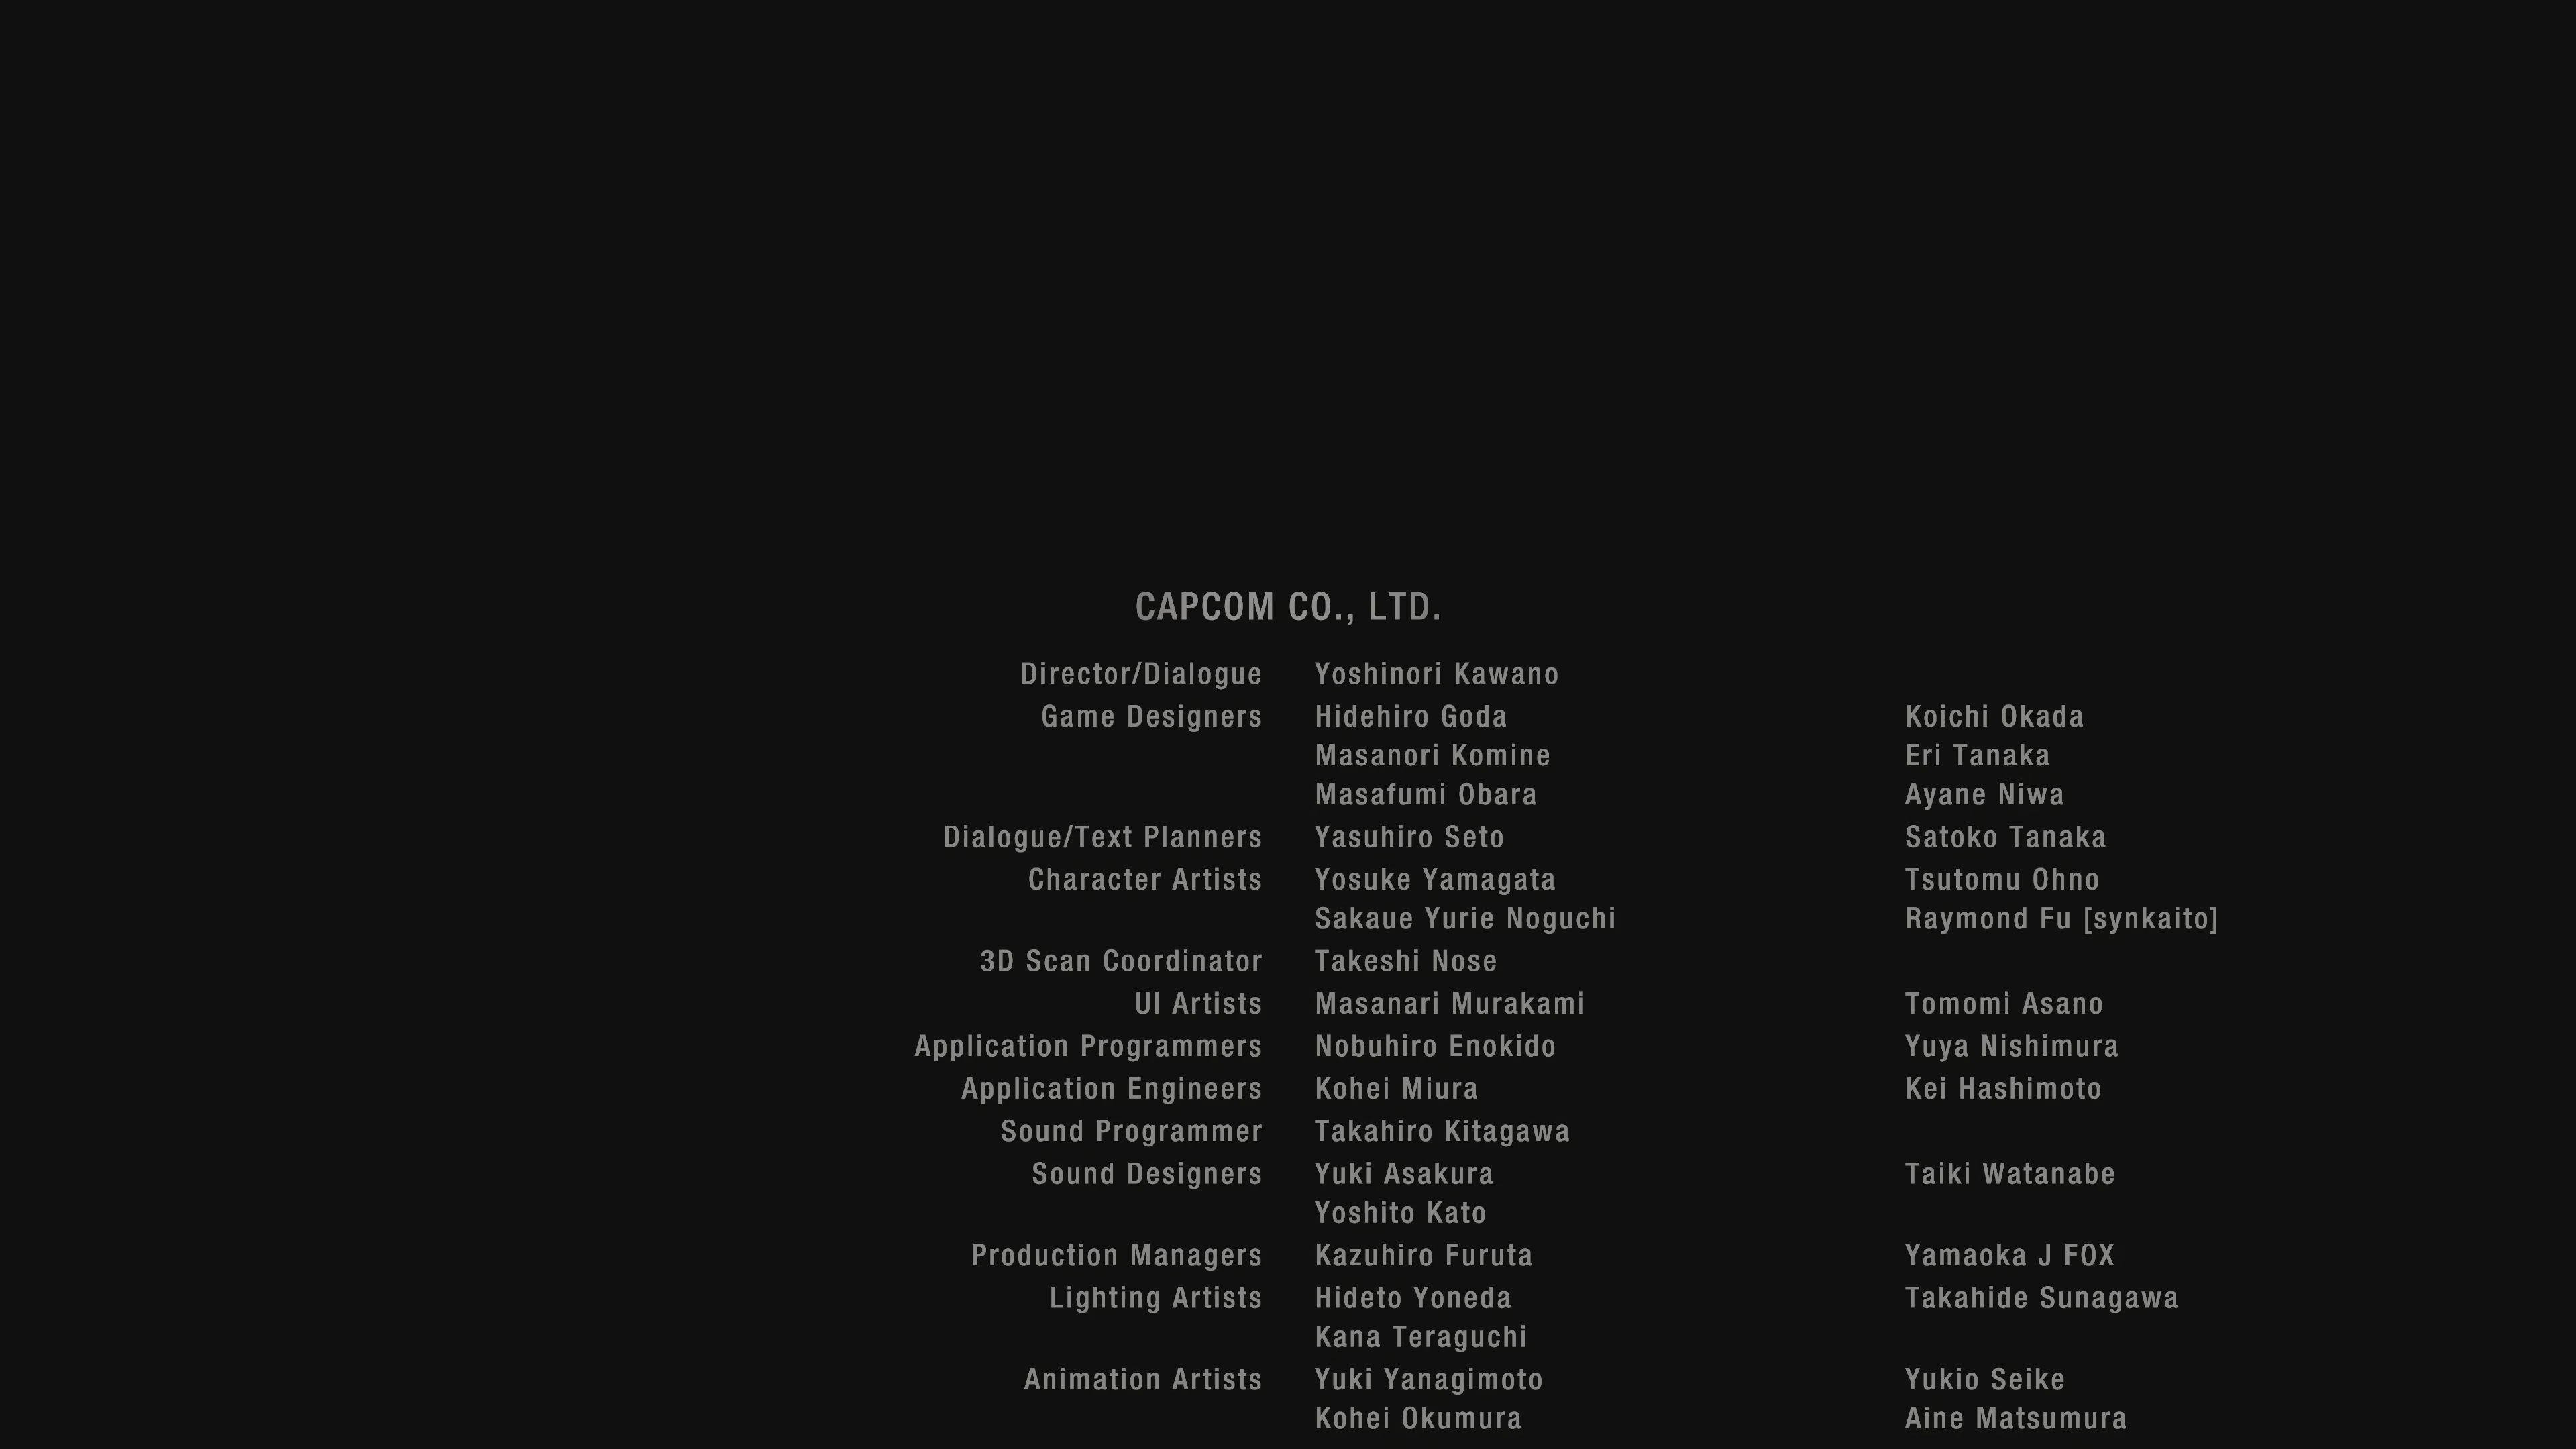 CAPCOM CO., LTD.
Director/Dialogue Yoshinori Kawano
Game Designers Hidehiro Goda Koichi Okada
Masanori Komine Eri Tanaka
Masafumi Obara Ayane Niwa
Dialogue/Text Planners Yasuhiro Seto Satoko Tanaka
Character Artists Yosuke Yamagata Tsutomu Ohno
Sakaue Yurie Noguchi Raymond Fu [synkaito]
3D Scan Coordinator Takeshi Nose
UI Artists Masanari Murakami Tomomi Asano
Application Programmers Nobuhiro Enokido Yuya Nishimura
Application Engineers Kohei Miura Kei Hashimoto
Sound Programmer Takahiro Kitagawa
Sound Designers Yuki Asakura Taiki Watanabe
Yoshito Kato
Production Managers Kazuhiro Furuta Yamaoka J FOX
Lighting Artists Hideto Yoneda Takahide Sunagawa
Kana Teraguchi
Animation Artists Yuki Yanagimoto Yukio Seike
Kohei Okumura Aine Matsumura